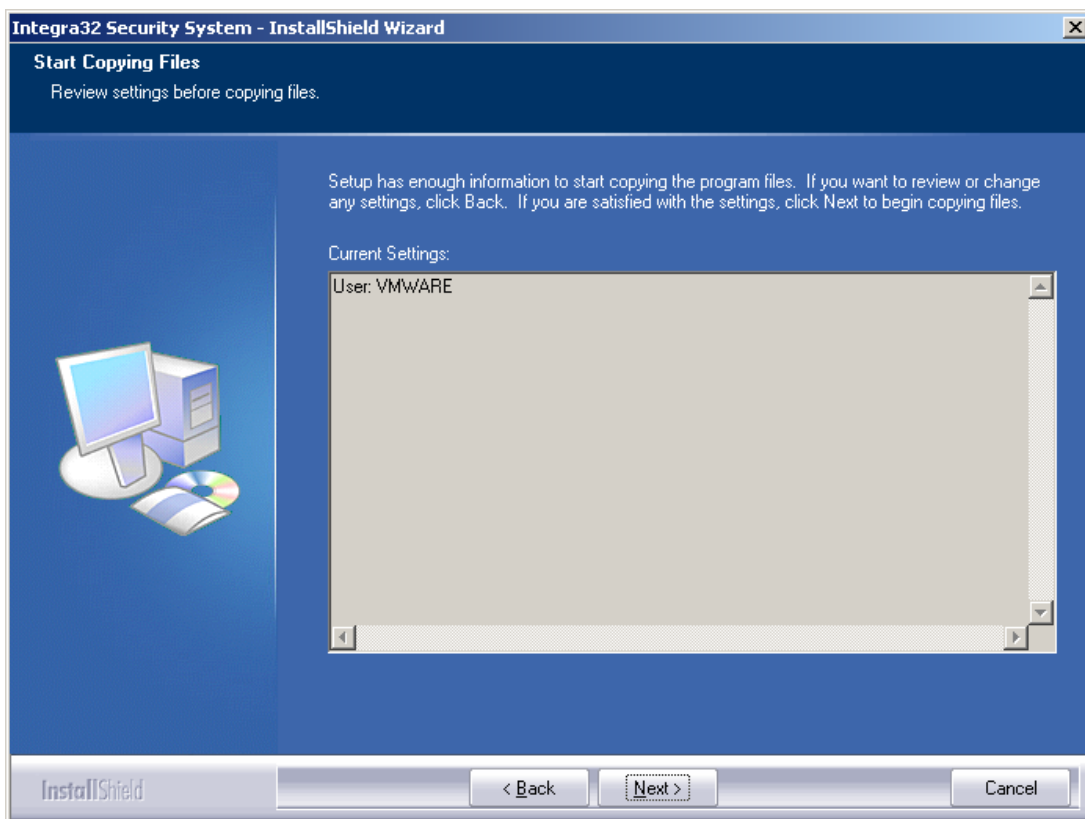 Integra32 Security System - InstallShield Wizard
Start Copying Files
Review settings before copying files.
Setup has enough information to start copying the program files.  If you want to review or change
any settings, click Back.  If you are satisfied with the settings, click Next to begin copying files.
Current Settings:
User: VMWARE
InstallShield
< Back
Next >
Cancel